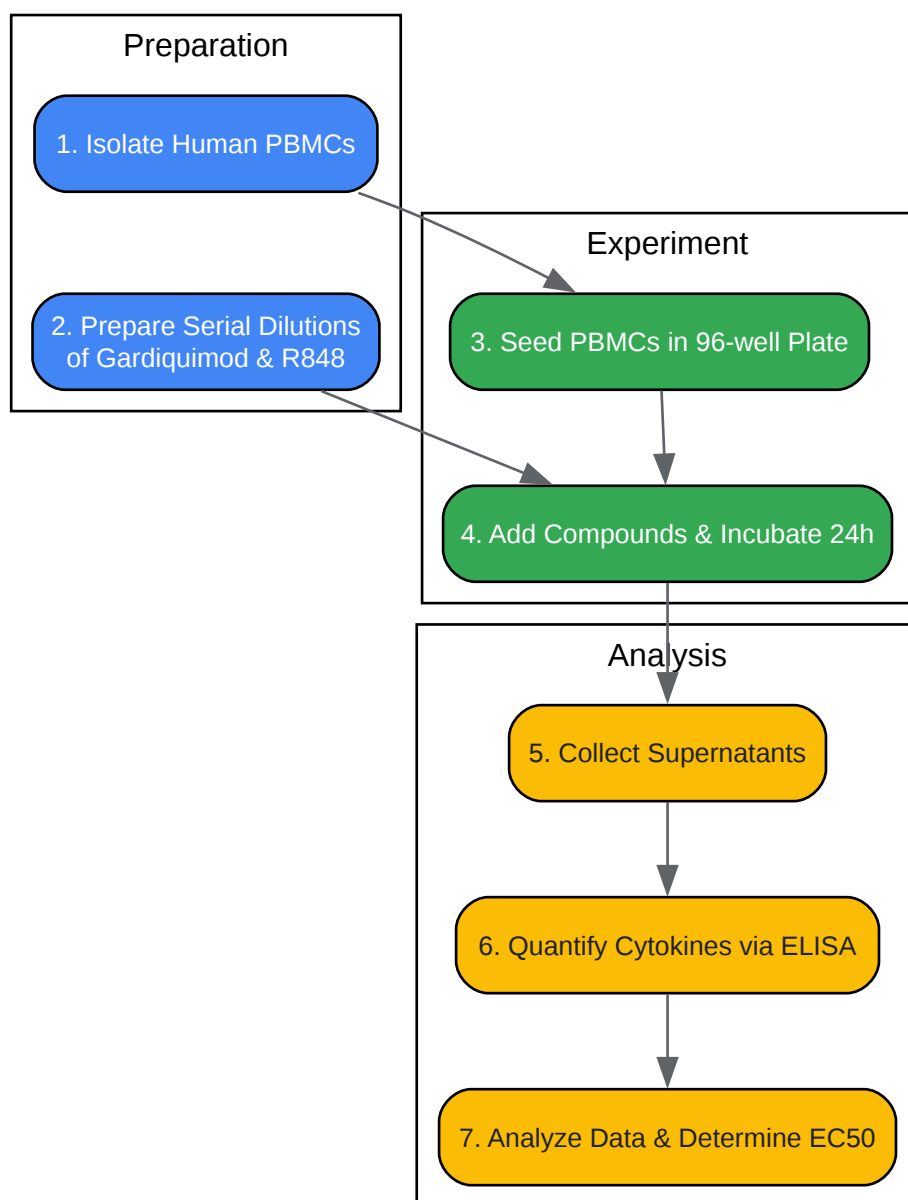 Preparation
1. Isolate Human PBMCs
2. Prepare Serial Dilutions
of Gardiquimod & R848
Experiment
3. Seed PBMCs in 96-well Plate
4. Add Compounds & Incubate 24h
Analysis
5. Collect Supernatants
6. Quantify Cytokines via ELISA
7. Analyze Data & Determine EC50